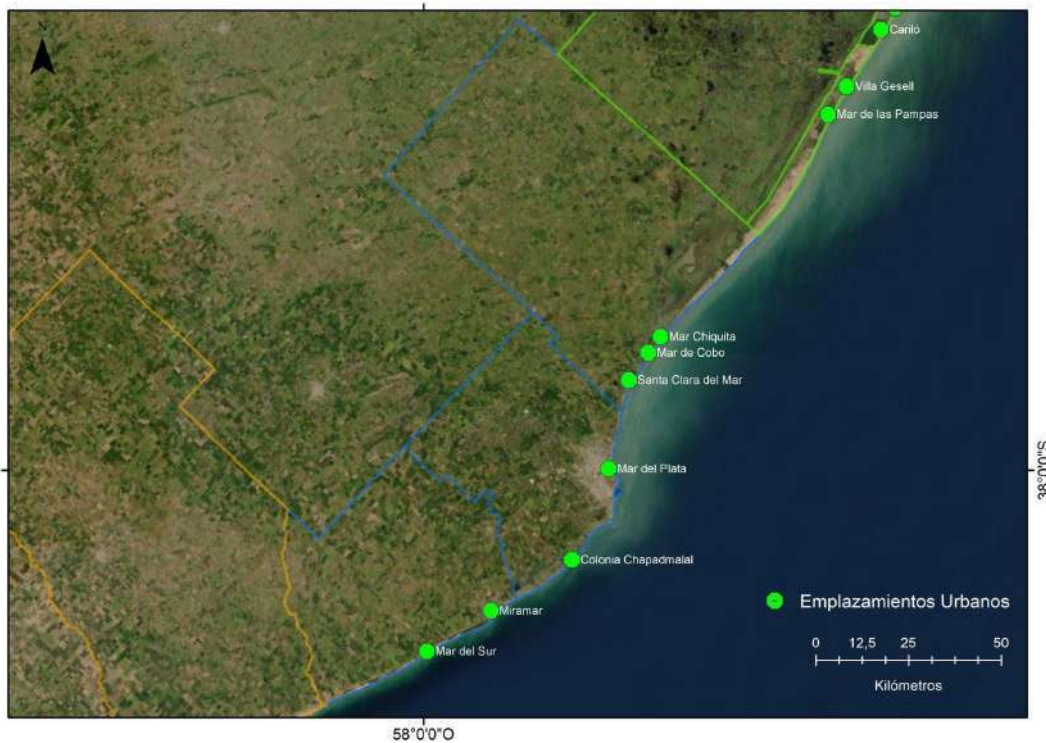 N
Cariló
Villa Gesell
Mar de las Pampas
Mar Chiquita
Mar de Cobo
Santa Clara del Mar
Mar del Plata
38°0'0"S
Colonia Chapadmalal
Emplazamientos Urbanos
Miramar
0 12,5 25 50
Mar del Sur
Kilómetros
58°0'0"O